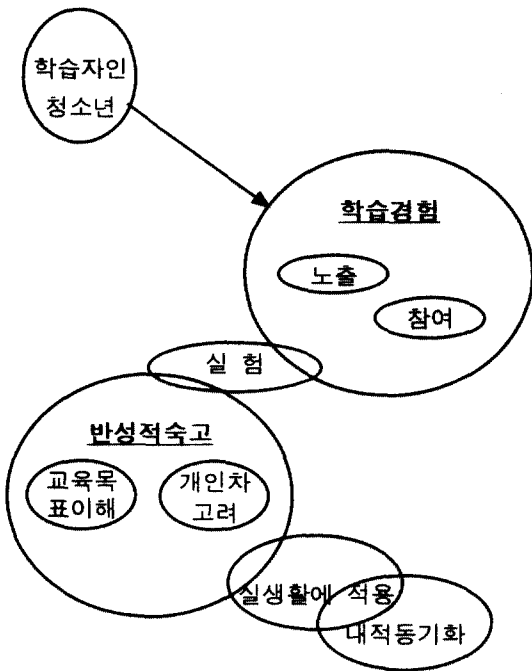 학습자인
청소년
학습경험
노출
참여
실 험
반성적숙고
교육목
표이해
개인차
고려
실생활에 적용
내적동기화